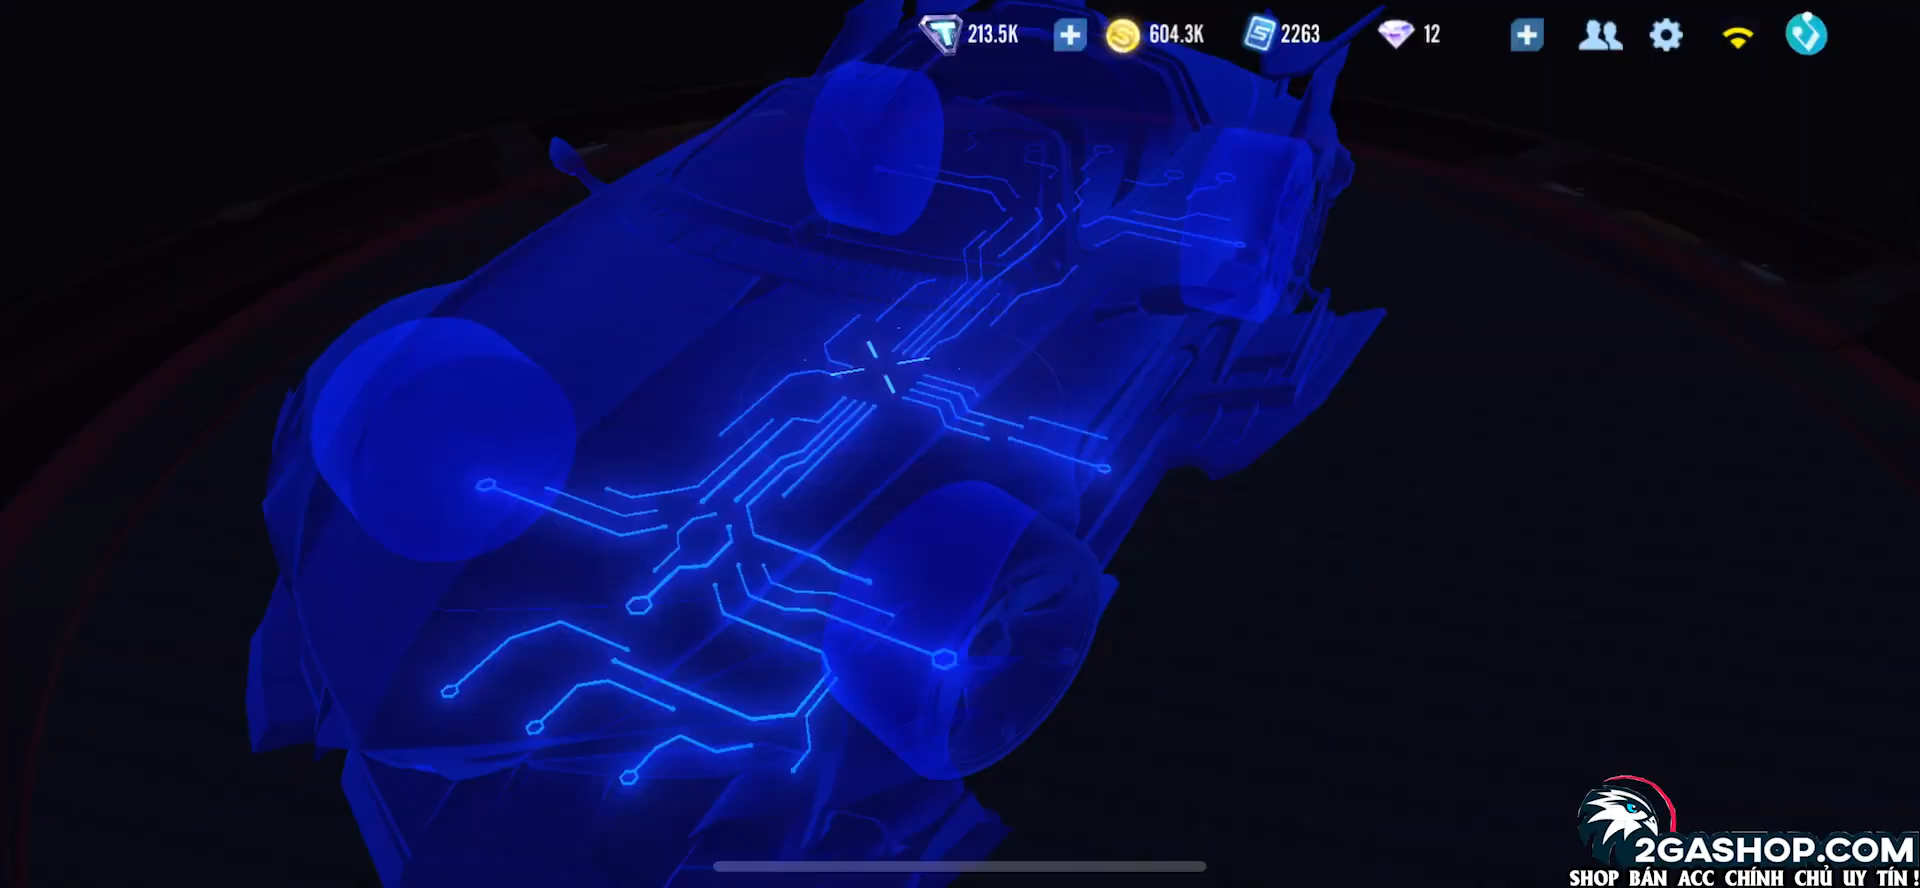 213.5K 604.3K 2263 12
2GASHOP.COM
SHOP BÁN ACC CHÍNH CHỦ UY TÍN !